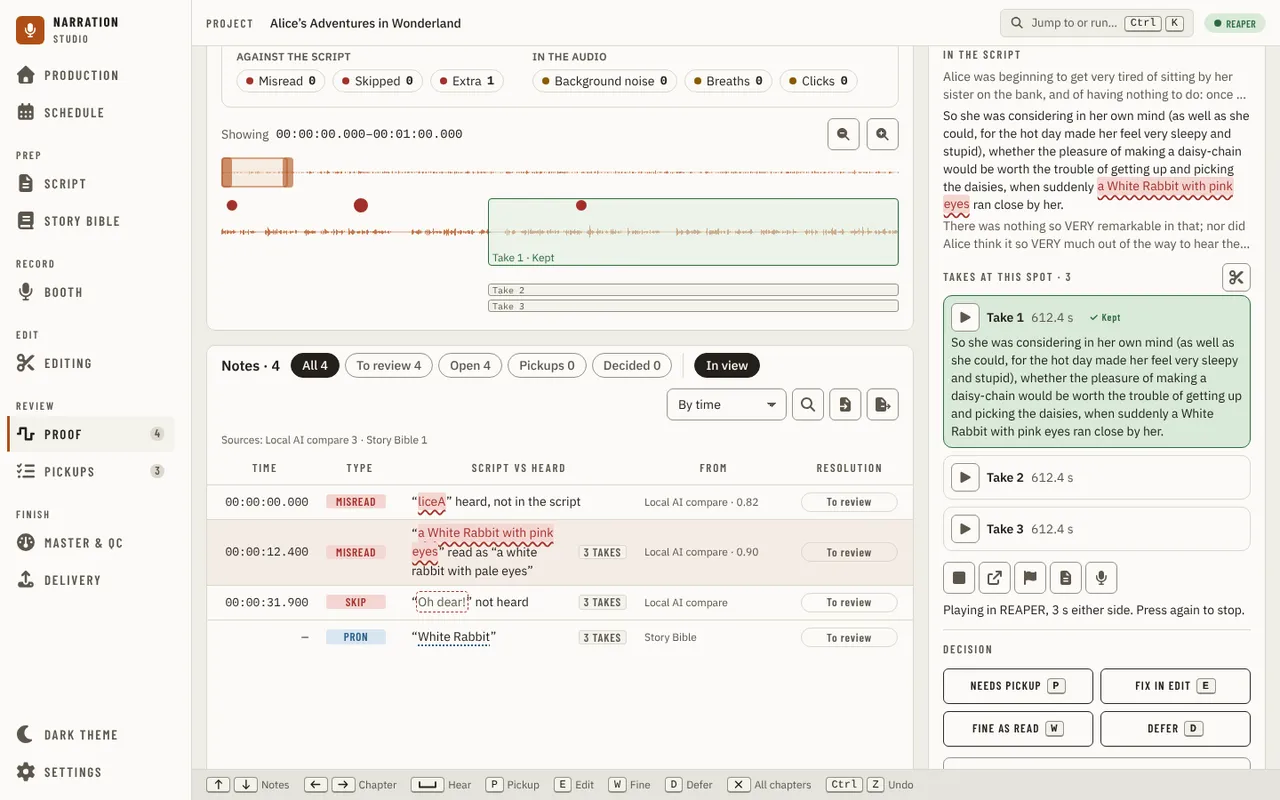 NARRATION
STUDIO
PRODUCTION
SCHEDULE
PREP
SCRIPT
STORY BIBLE
RECORD
BOOTH
EDIT
EDITING
REVIEW
PROOF 4
PICKUPS 3
FINISH
MASTER & QC
DELIVERY
DARK THEME
SETTINGS
PROJECT Alice’s Adventures in Wonderland
Jump to or run... Ctrl K
REAPER
AGAINST THE SCRIPT
Misread 0 Skipped 0 Extra 1
IN THE AUDIO
Background noise 0 Breaths 0 Clicks 0
Showing 00:00:00.000–00:01:00.000
Take 1 · Kept
Take 2
Take 3
Notes · 4 All 4 To review 4 Open 4 Pickups 0 Decided 0 In view
By time
Sources: Local AI compare 3 · Story Bible 1
TIME TYPE SCRIPT VS HEARD FROM RESOLUTION
00:00:00.000 MISREAD “liceA” heard, not in the script Local AI compare · 0.82 To review
00:00:12.400 MISREAD “a White Rabbit with pink
eyes” read as “a white
rabbit with pale eyes” 3 TAKES Local AI compare · 0.90 To review
00:00:31.900 SKIP “Oh dear!” not heard 3 TAKES Local AI compare To review
– PRON “White Rabbit” 3 TAKES Story Bible To review
IN THE SCRIPT
Alice was beginning to get very tired of sitting by her
sister on the bank, and of having nothing to do: once ...
So she was considering in her own mind (as well as she
could, for the hot day made her feel very sleepy and
stupid), whether the pleasure of making a daisy-chain
would be worth the trouble of getting up and picking
the daisies, when suddenly a White Rabbit with pink
eyes ran close by her.
There was nothing so VERY remarkable in that; nor did
Alice think it so VERY much out of the way to hear the...
TAKES AT THIS SPOT · 3
Take 1 612.4 s ✓ Kept
So she was considering in her own mind (as well as
she could, for the hot day made her feel very sleepy
and stupid), whether the pleasure of making a
daisy-chain would be worth the trouble of getting up
and picking the daisies, when suddenly a White
Rabbit with pink eyes ran close by her.
Take 2 612.4 s
Take 3 612.4 s
Playing in REAPER, 3 s either side. Press again to stop.
DECISION
NEEDS PICKUP P
FIX IN EDIT E
FINE AS READ W
DEFER D
↑ ↓ Notes ← → Chapter Hear P Pickup E Edit W Fine D Defer ✕ All chapters Ctrl Z Undo